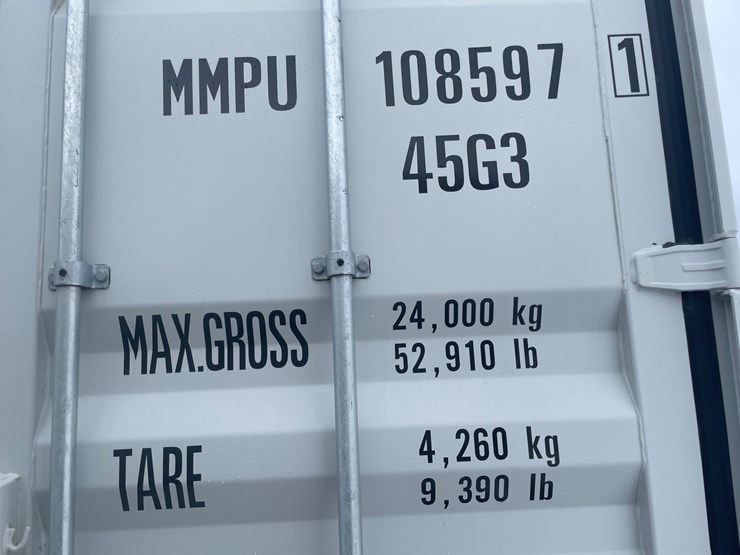 MMPU 108597 1
45G3
MAX.GROSS 24,000 kg
52,910 lb
TARE 4,260 kg
9,390 lb